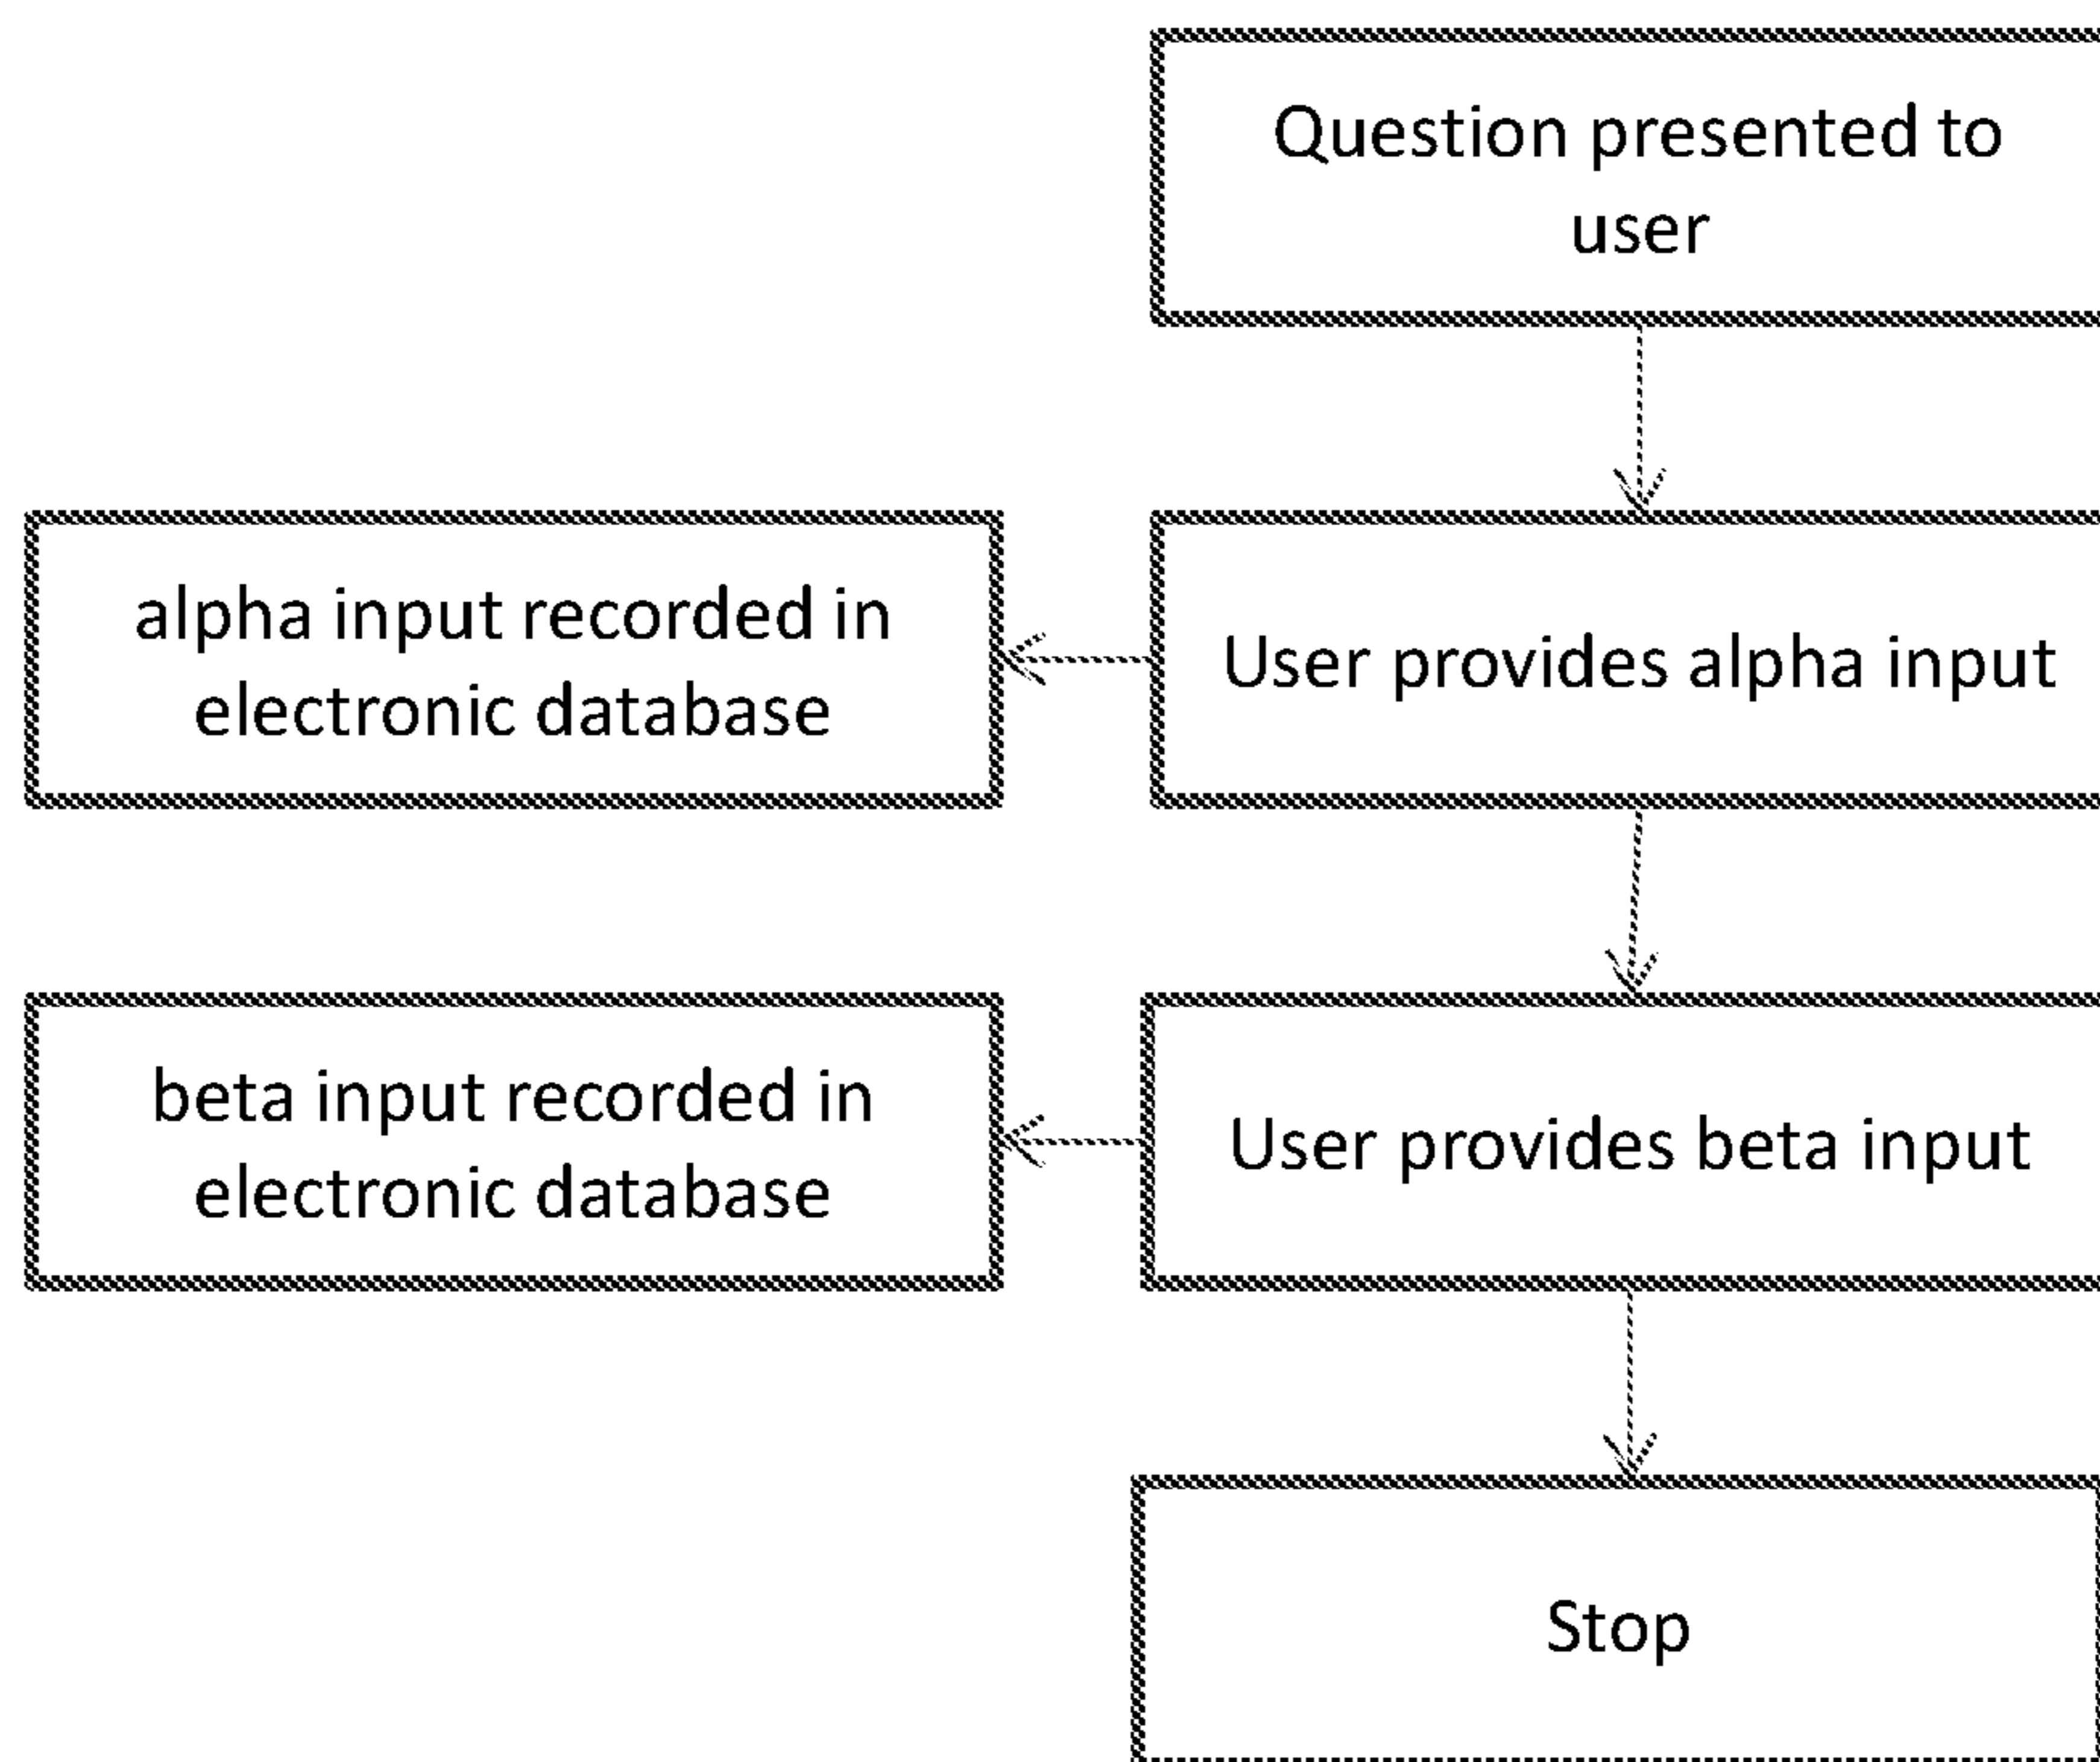 Question presented to
user
alpha input recorded in
electronic database
User provides alpha input
beta input recorded in
electronic database
User provides beta input
Stop